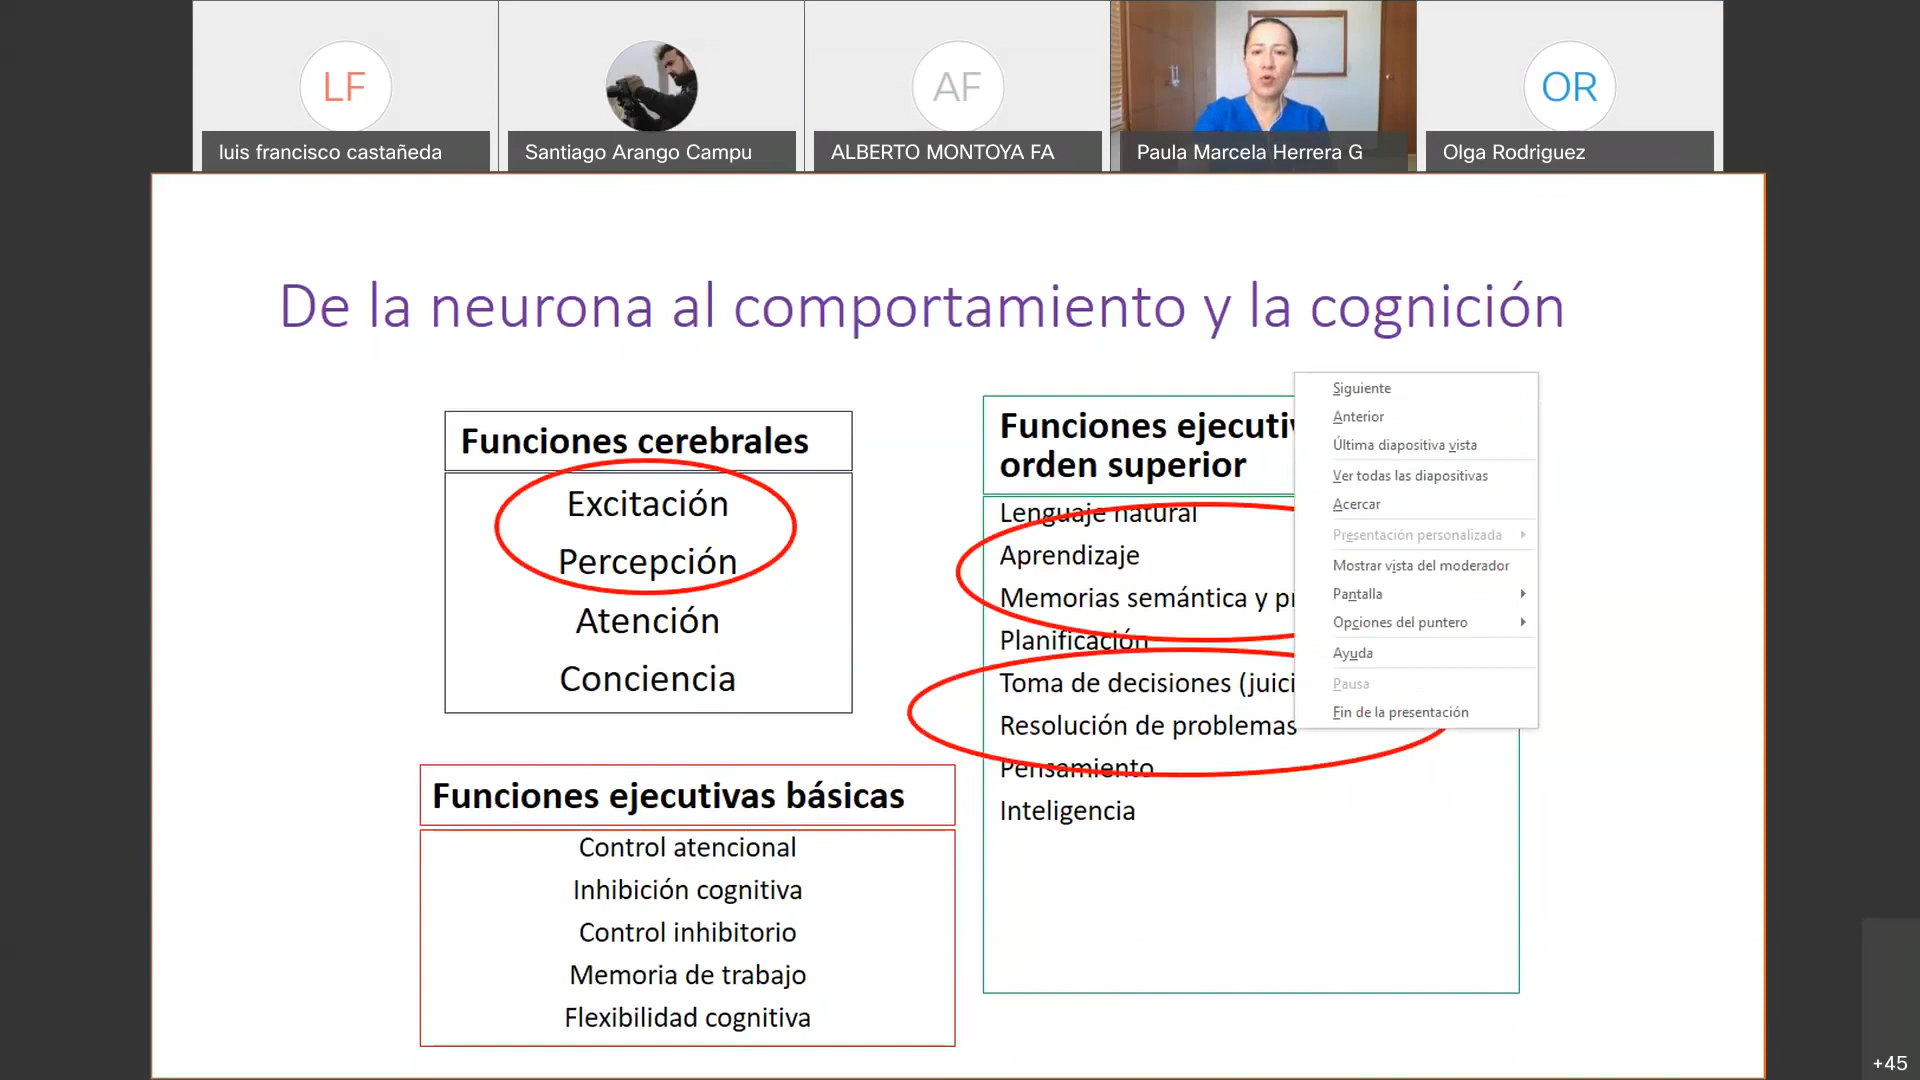 LF
AF
OR
luis francisco castañeda
Santiago Arango Campu
ALBERTO MONTOYA FA
Paula Marcela Herrera G
Olga Rodriguez
De la neurona al comportamiento y la cognición
Funciones cerebrales
Excitación
Percepción
Atención
Conciencia
Funciones ejecutivas básicas
Control atencional
Inhibición cognitiva
Control inhibitorio
Memoria de trabajo
Flexibilidad cognitiva
Funciones ejecuti
orden superior
Lenguaje natural
Aprendizaje
Memorias semántica y
Planificación
Toma de decisiones (juici
Resolución de problemas
Pensamiento
Inteligencia
Siguiente
Anterior
Última diapositiva vista
Ver todas las diapositivas
Acercar
Presentación personalizada
Mostrar vista del moderador
Pantalla
Opciones del puntero
Ayuda
Pausa
Fin de la presentación
+45